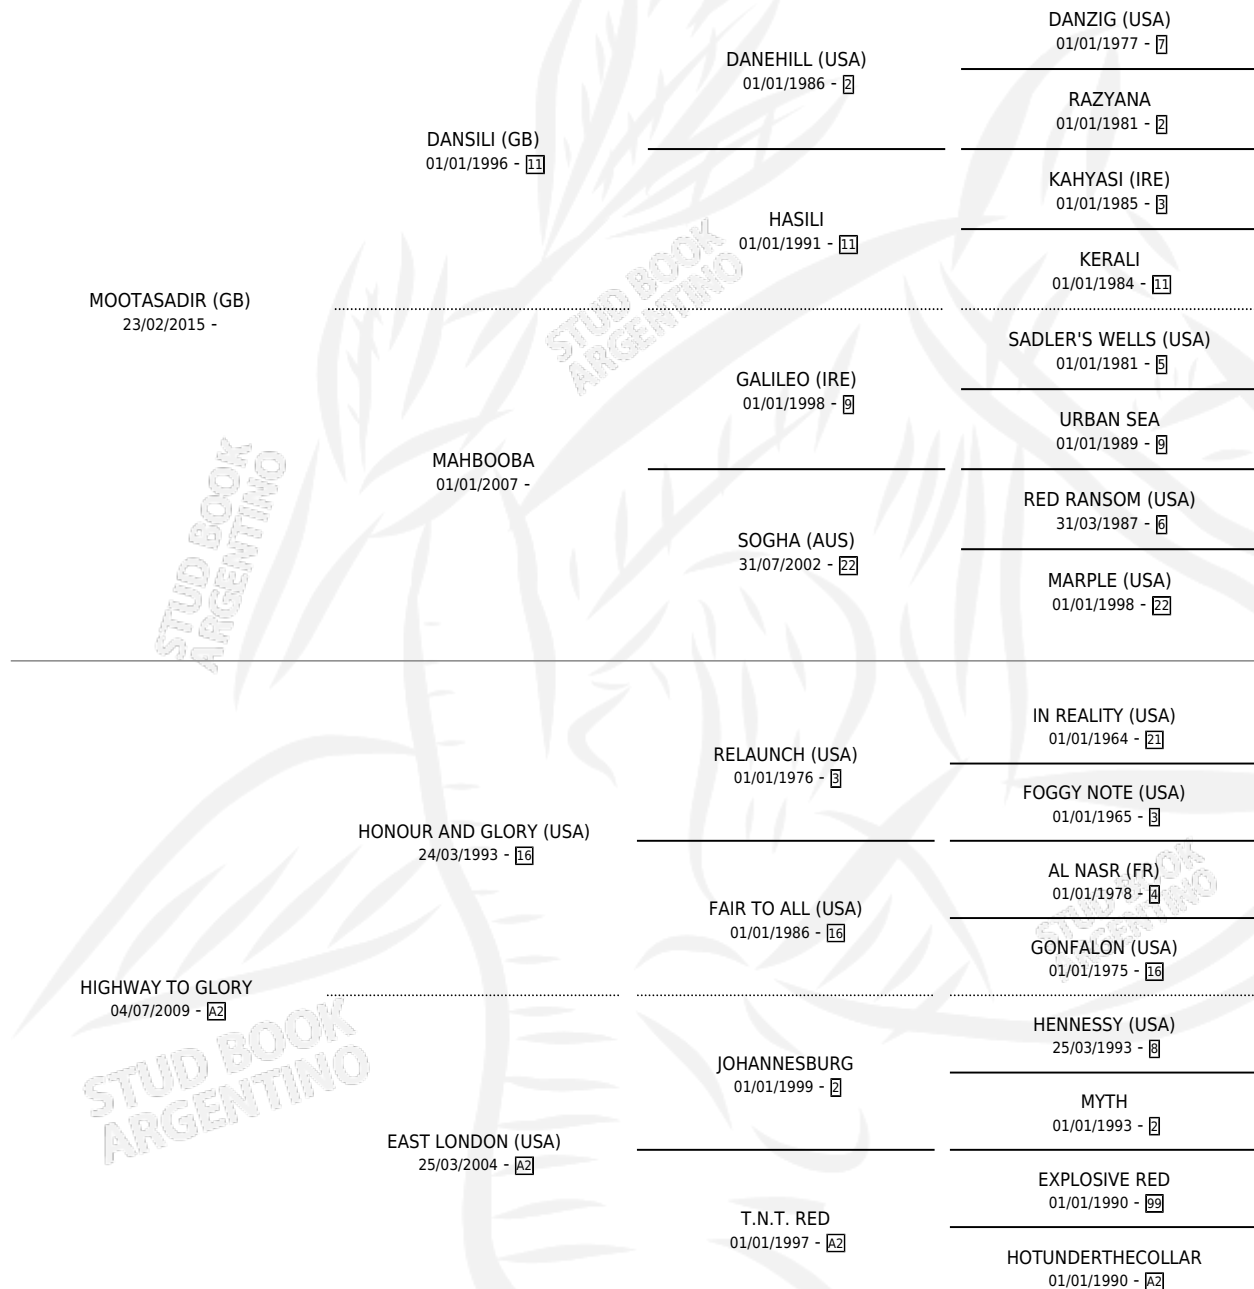 DANZIG (USA)
01/01/1977 - 7
DANEHILL (USA)
01/01/1986 - 2
RAZYANA
01/01/1981 - 2
DANSILI (GB)
01/01/1996 - 11
KAHYASI (IRE)
01/01/1985 - 3
HASILI
01/01/1991 - 11
KERALI
01/01/1984 - 11
MOOTASADIR (GB)
23/02/2015 -
SADLER'S WELLS (USA)
01/01/1981 - 5
GALILEO (IRE)
01/01/1998 - 9
URBAN SEA
01/01/1989 - 9
MAHBOOBA
01/01/2007 -
RED RANSOM (USA)
31/03/1987 - 6
SOGHA (AUS)
31/07/2002 - 22
MARPLE (USA)
01/01/1998 - 22
IN REALITY (USA)
01/01/1964 - 21
RELAUNCH (USA)
01/01/1976 - 3
FOGGY NOTE (USA)
01/01/1965 - 3
HONOUR AND GLORY (USA)
24/03/1993 - 16
AL NASR (FR)
01/01/1978 - 4
FAIR TO ALL (USA)
01/01/1986 - 16
GONFALON (USA)
01/01/1975 - 16
HIGHWAY TO GLORY
04/07/2009 - A2
HENNESSY (USA)
25/03/1993 - 8
JOHANNESBURG
01/01/1999 - 2
MYTH
01/01/1993 - 2
EAST LONDON (USA)
25/03/2004 - A2
EXPLOSIVE RED
01/01/1990 - 99
T.N.T. RED
01/01/1997 - A2
HOTUNDERTHECOLLAR
01/01/1990 - A2
STUD BOOK
ARGENTINO
STUD BOOK
ARGENTINO
STUD BOOK
ARGENTINO
STUD BOOK
ARGENTINO